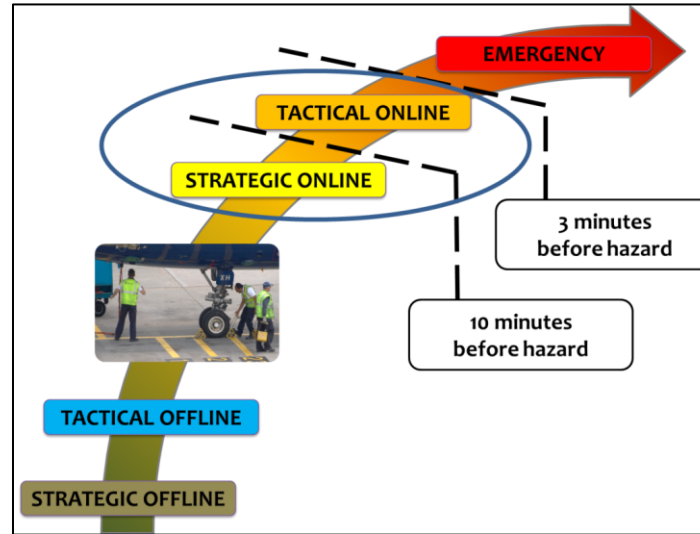 EMERGENCY
TACTICAL ONLINE
STRATEGIC ONLINE
3 minutes
before hazard
10 minutes
before hazard
TACTICAL OFFLINE
STRATEGIC OFFLINE